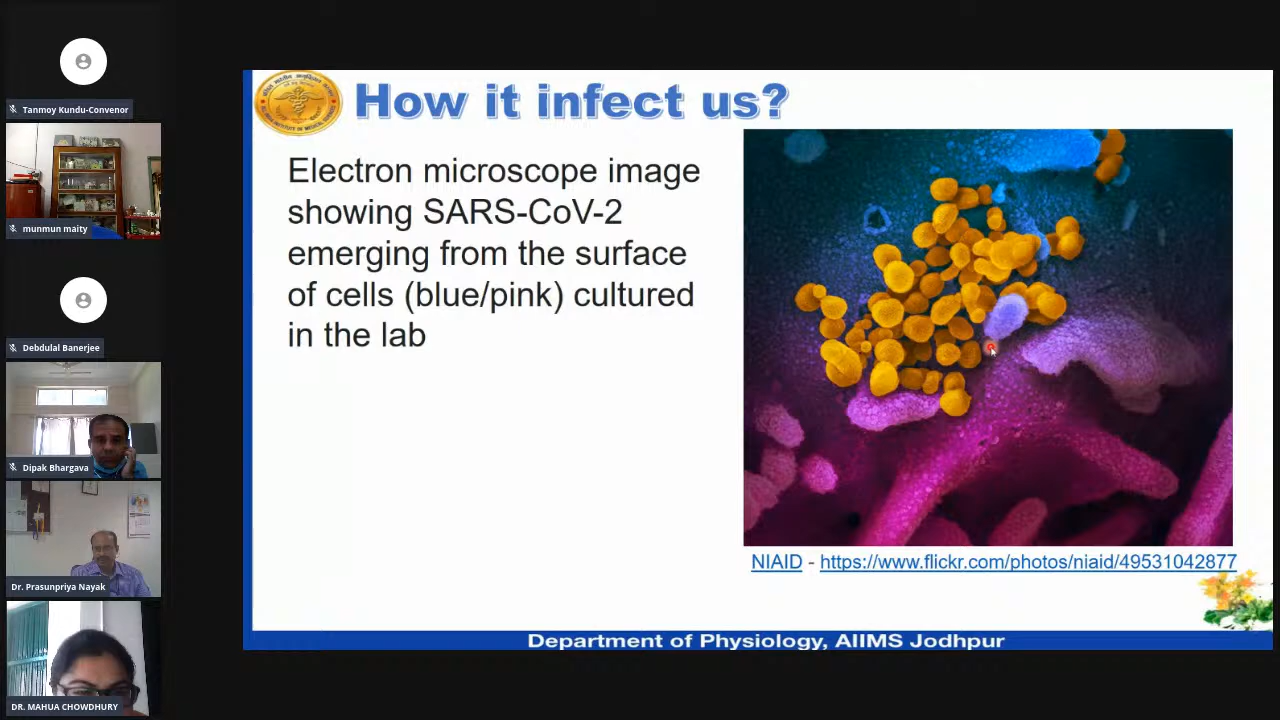 Tanmoy Kundu-Convenor
munmun maity
Debdulal Banerjee
Dipak Bhargava
Dr. Prasunpriya Nayak
DR. MAHUA CHOWDHURY
How it infect us?
Electron microscope image
showing SARS-CoV-2
emerging from the surface
of cells (blue/pink) cultured
in the lab
NIAID - https://www.flickr.com/photos/niaid/49531042877
Department of Physiology, AIIMS Jodhpur